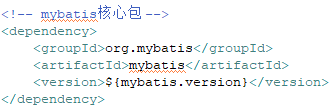 <!-- mybatis核心包 -->
<dependency>
<groupId>org.mybatis</groupId>
<artifactId>mybatis</artifactId>
<version>${mybatis.version}</version>
</dependency>